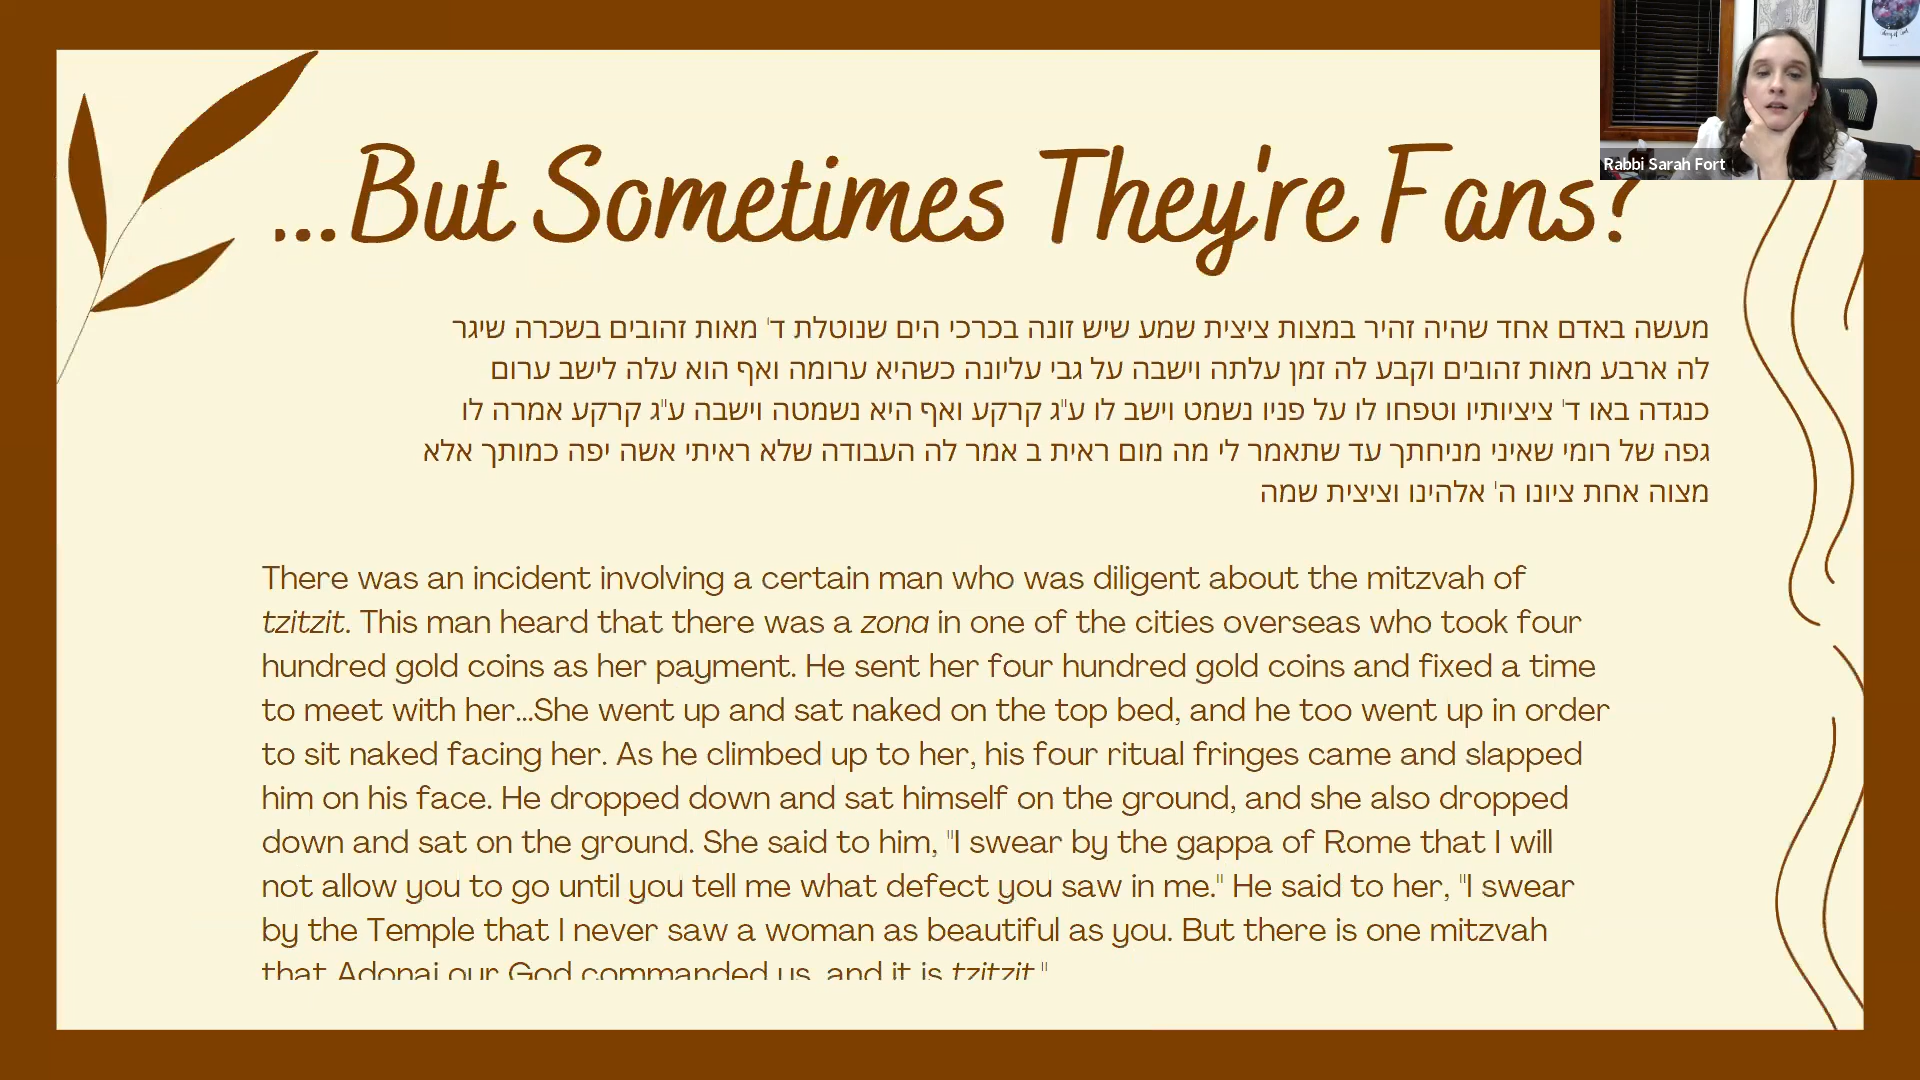 ...But Sometimes They're Fans?
Rabbi Sarah Fort
מעשה באדם אחד שהיה זהיר במצות ציצית שמע שיש זונה בכרכי הים שנוטלת ד' מאות זהובים בשכרה שיגר
לה ארבע מאות זהובים וקבע לה זמן עלתה וישבה על גבי עליונה כשהיא ערומה ואף הוא עלה לישב ערום
כנגדה באו ד' ציציותיו וטפחו לו על פניו נשמט וישב לו ע"ג קרקע ואף היא נשמטה וישבה ע"ג קרקע אמרה לו
גפה של רומי שאיני מניחתך עד שתאמר לי מה מום ראית ב אמר לה העבודה שלא ראיתי אשה יפה כמותך אלא
מצוה אחת ציונו ה' אלהינו וציצית שמה
There was an incident involving a certain man who was diligent about the mitzvah of
tzitzit. This man heard that there was a zona in one of the cities overseas who took four
hundred gold coins as her payment. He sent her four hundred gold coins and fixed a time
to meet with her...She went up and sat naked on the top bed, and he too went up in order
to sit naked facing her. As he climbed up to her, his four ritual fringes came and slapped
him on his face. He dropped down and sat himself on the ground, and she also dropped
down and sat on the ground. She said to him, "I swear by the gappa of Rome that I will
not allow you to go until you tell me what defect you saw in me." He said to her, "I swear
by the Temple that I never saw a woman as beautiful as you. But there is one mitzvah
that Adonai our God commanded us, and it is tzitzit."